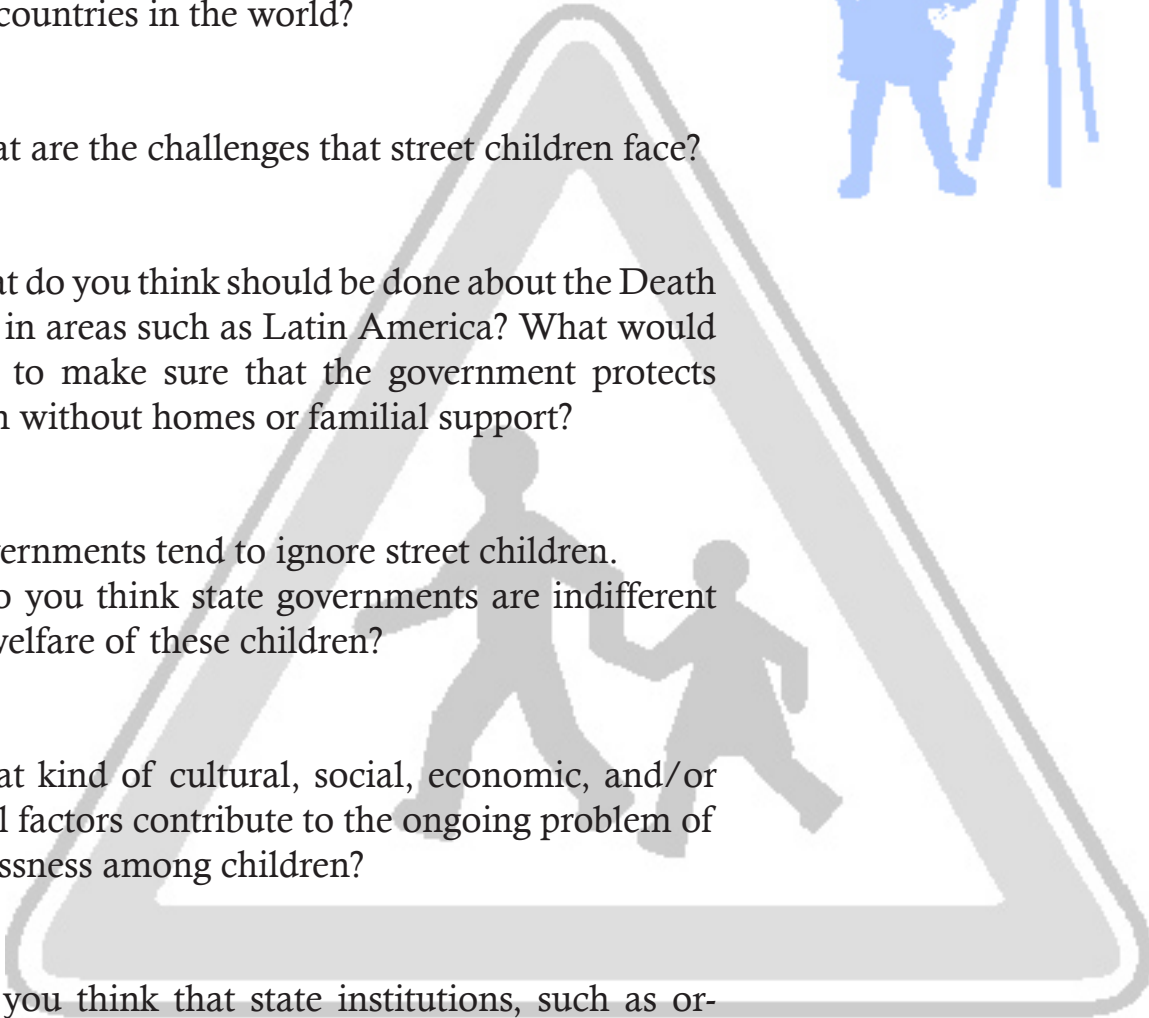 countries in the world?
at are the challenges that street children face?
at do you think should be done about the Death
in areas such as Latin America? What would
to make sure that the government protects
n without homes or familial support?
vernments tend to ignore street children.
o you think state governments are indifferent
welfare of these children?
at kind of cultural, social, economic, and/or
l factors contribute to the ongoing problem of
ssness among children?
you think that state institutions, such as or-